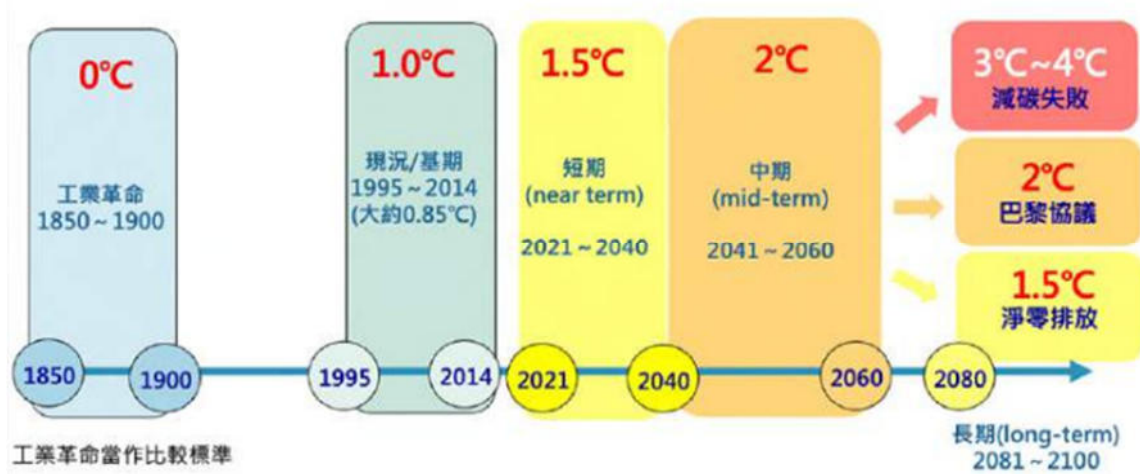 0℃
工業革命
1850～1900
1.0℃
現況/基期
1995～2014
(大約0.85℃)
1.5℃
短期
(near term)
2021～2040
2℃
中期
(mid-term)
2041～2060
3℃~4℃
減碳失敗
2℃
巴黎協議
1.5℃
淨零排放
1850
1900
1995
2014
2021
2040
2060
2080
工業革命當作比較標準
長期(long-term)
2081～2100